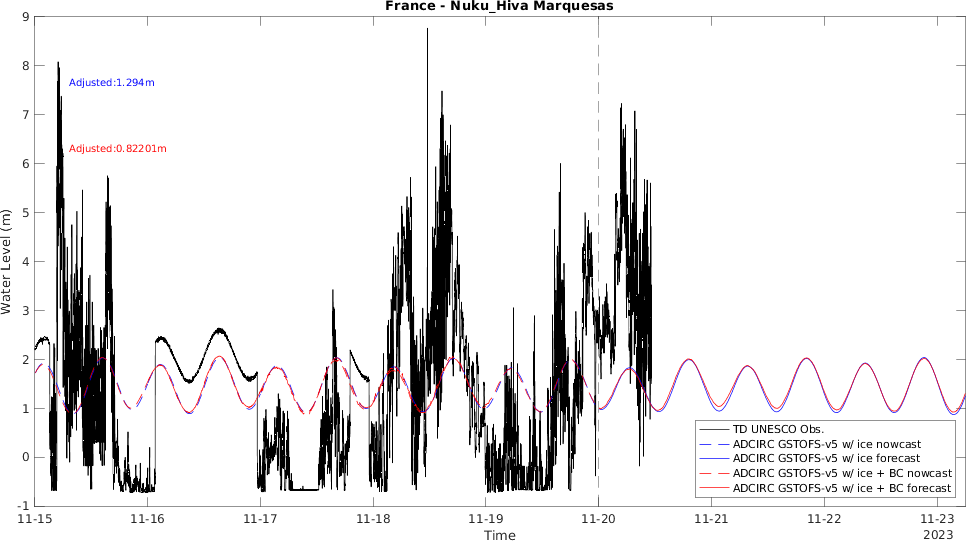 France - Nuku_Hiva Marquesas
9
8
7
6
5
4
3
2
1
0
-1
Water Level (m)
Adjusted:1.294m
Adjusted:0.82201m
TD UNESCO Obs.
ADCIRC GSTOFS-v5 w/ ice nowcast
ADCIRC GSTOFS-v5 w/ ice forecast
ADCIRC GSTOFS-v5 w/ ice + BC nowcast
ADCIRC GSTOFS-v5 w/ ice + BC forecast
11-15 11-16 11-17 11-18 11-19 11-20 11-21 11-22 11-23
2023
Time